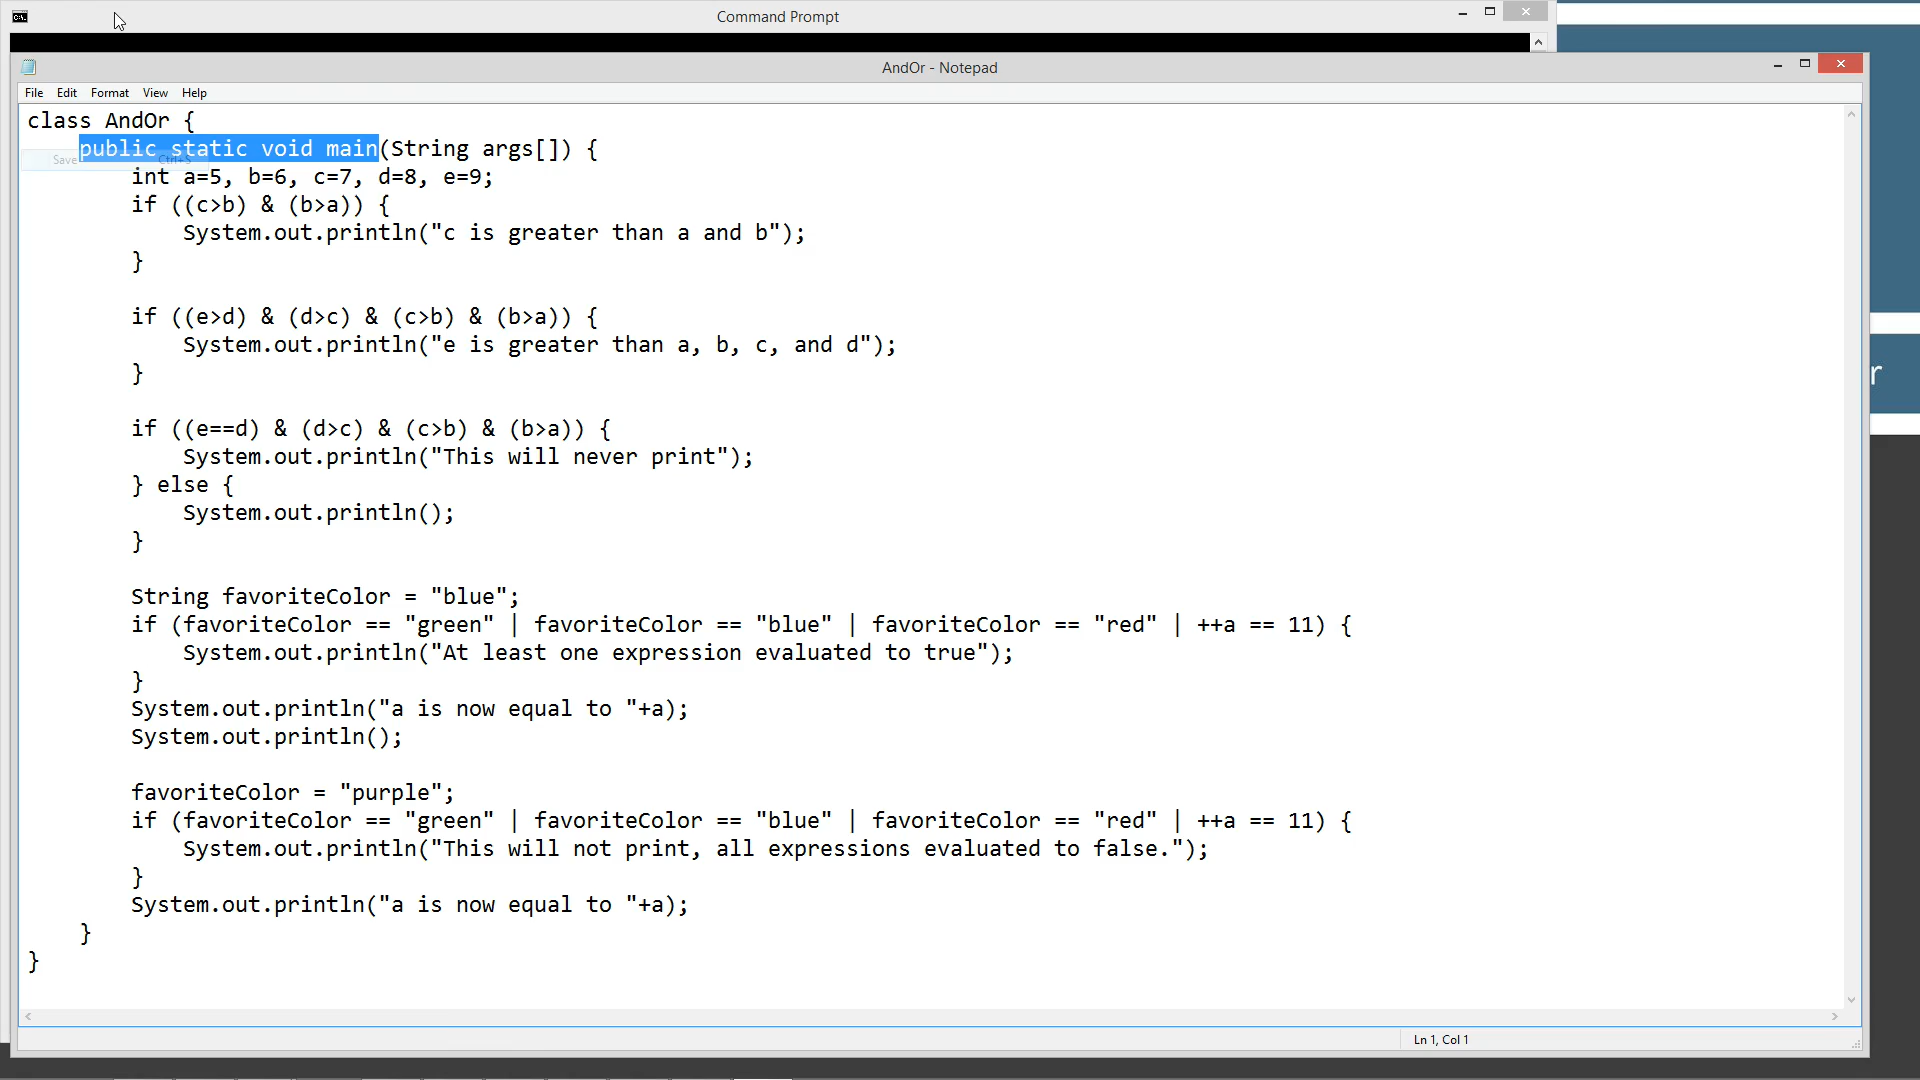 Command Prompt
AndOr - Notepad
File Edit Format View Help
class AndOr {
    public static void main(String args[]) {
Save Ctrl+S
        int a=5, b=6, c=7, d=8, e=9;
        if ((c>b) & (b>a)) {
            System.out.println("c is greater than a and b");
        }
        if ((e>d) & (d>c) & (c>b) & (b>a)) {
            System.out.println("e is greater than a, b, c, and d");
        }
        if ((e==d) & (d>c) & (c>b) & (b>a)) {
            System.out.println("This will never print");
        } else {
            System.out.println();
        }
        String favoriteColor = "blue";
        if (favoriteColor == "green" | favoriteColor == "blue" | favoriteColor == "red" | ++a == 11) {
            System.out.println("At least one expression evaluated to true");
        }
        System.out.println("a is now equal to "+a);
        System.out.println();
        favoriteColor = "purple";
        if (favoriteColor == "green" | favoriteColor == "blue" | favoriteColor == "red" | ++a == 11) {
            System.out.println("This will not print, all expressions evaluated to false.");
        }
        System.out.println("a is now equal to "+a);
    }
}
r
Ln 1, Col 1